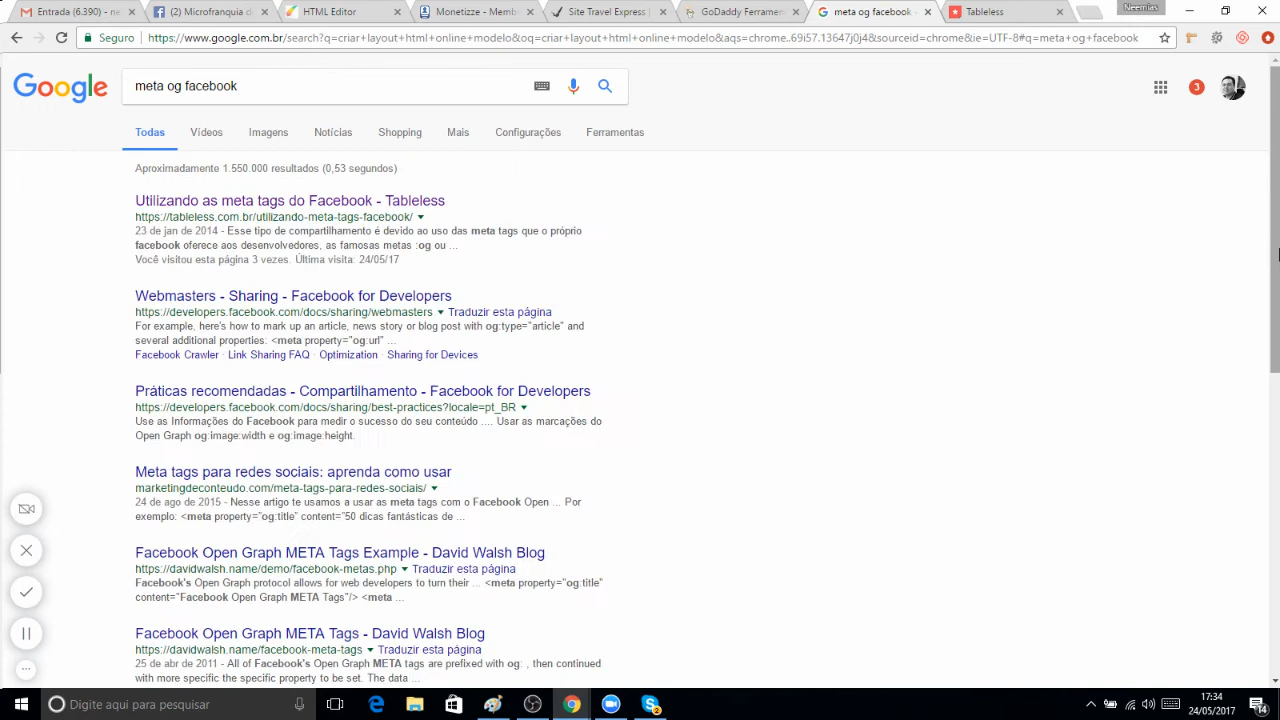 Entrada (6.390) - ne
(2) Microfranquia d
HTML Editor
Monetizze - Memb
Site Travel Express |
GoDaddy Ferramen
meta og facebook
Tableless
Neemias
Seguro
https://www.google.com.br/search?q=criar+layout+html+online+modelo&oq=criar+layout+html+online+modelo&aqs=chrome..69i57.13647j0j4&sourceid=chrome&ie=UTF-8#q=meta+og+facebook
Google
meta og facebook
3
Todas Vídeos Imagens Notícias Shopping Mais Configurações Ferramentas
Aproximadamente 1.550.000 resultados (0,53 segundos)
Utilizando as meta tags do Facebook - Tableless
https://tableless.com.br/utilizando-meta-tags-facebook/
23 de jan de 2014 - Esse tipo de compartilhamento é devido ao uso das meta tags que o próprio
facebook oferece aos desenvolvedores, as famosas metas :og ou ...
Você visitou esta página 3 vezes. Última visita: 24/05/17
Webmasters - Sharing - Facebook for Developers
https://developers.facebook.com/docs/sharing/webmasters Traduzir esta página
For example, here's how to mark up an article, news story or blog post with og:type="article" and
several additional properties: <meta property="og:url" ...
Facebook Crawler · Link Sharing FAQ · Optimization · Sharing for Devices
Práticas recomendadas - Compartilhamento - Facebook for Developers
https://developers.facebook.com/docs/sharing/best-practices?locale=pt_BR
Use as Informações do Facebook para medir o sucesso do seu conteúdo .... Usar as marcações do
Open Graph og:image:width e og:image:height.
Meta tags para redes sociais: aprenda como usar
marketingdeconteudo.com/meta-tags-para-redes-sociais/
24 de ago de 2015 - Nesse artigo te usamos a usar as meta tags com o Facebook Open ... Por
exemplo: <meta property="og:title" content="50 dicas fantásticas de ...
Facebook Open Graph META Tags Example - David Walsh Blog
https://davidwalsh.name/demo/facebook-metas.php Traduzir esta página
Facebook's Open Graph protocol allows for web developers to turn their ... <meta property="og:title"
content="Facebook Open Graph META Tags"/> <meta ...
Facebook Open Graph META Tags - David Walsh Blog
https://davidwalsh.name/facebook-meta-tags Traduzir esta página
25 de abr de 2011 - All of Facebook's Open Graph META tags are prefixed with og: , then continued
with more specific the specific property to be set. The data ...
Digite aqui para pesquisar
17:34
24/05/2017
14